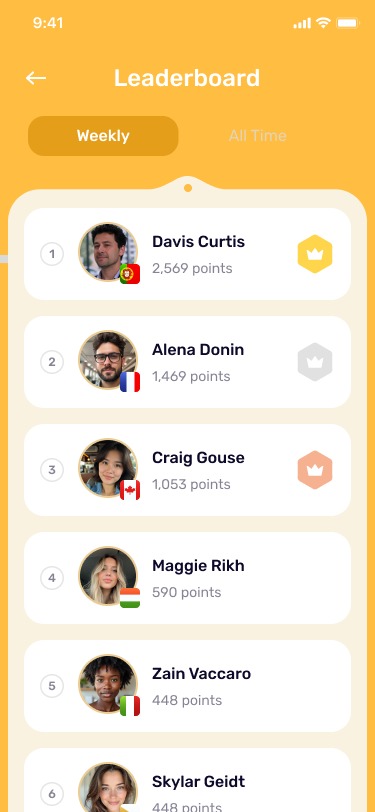 9:41
Leaderboard
Weekly
All Time
1
Davis Curtis
2,569 points
2
Alena Donin
1,469 points
3
Craig Gouse
1,053 points
4
Maggie Rikh
590 points
5
Zain Vaccaro
448 points
6
Skylar Geidt
448 points